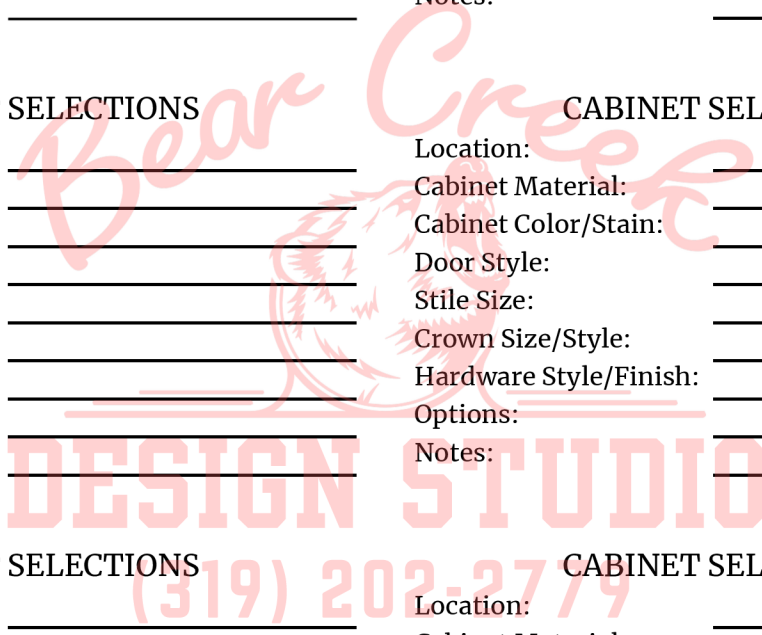 Notes:
SELECTIONS
CABINET SEL
Bear Creek
Location:
Cabinet Material:
Cabinet Color/Stain:
Door Style:
Stile Size:
Crown Size/Style:
Hardware Style/Finish:
Options:
Notes:
DESIGN STUDIO
SELECTIONS
CABINET SEL
(319) 202-2779
Location: